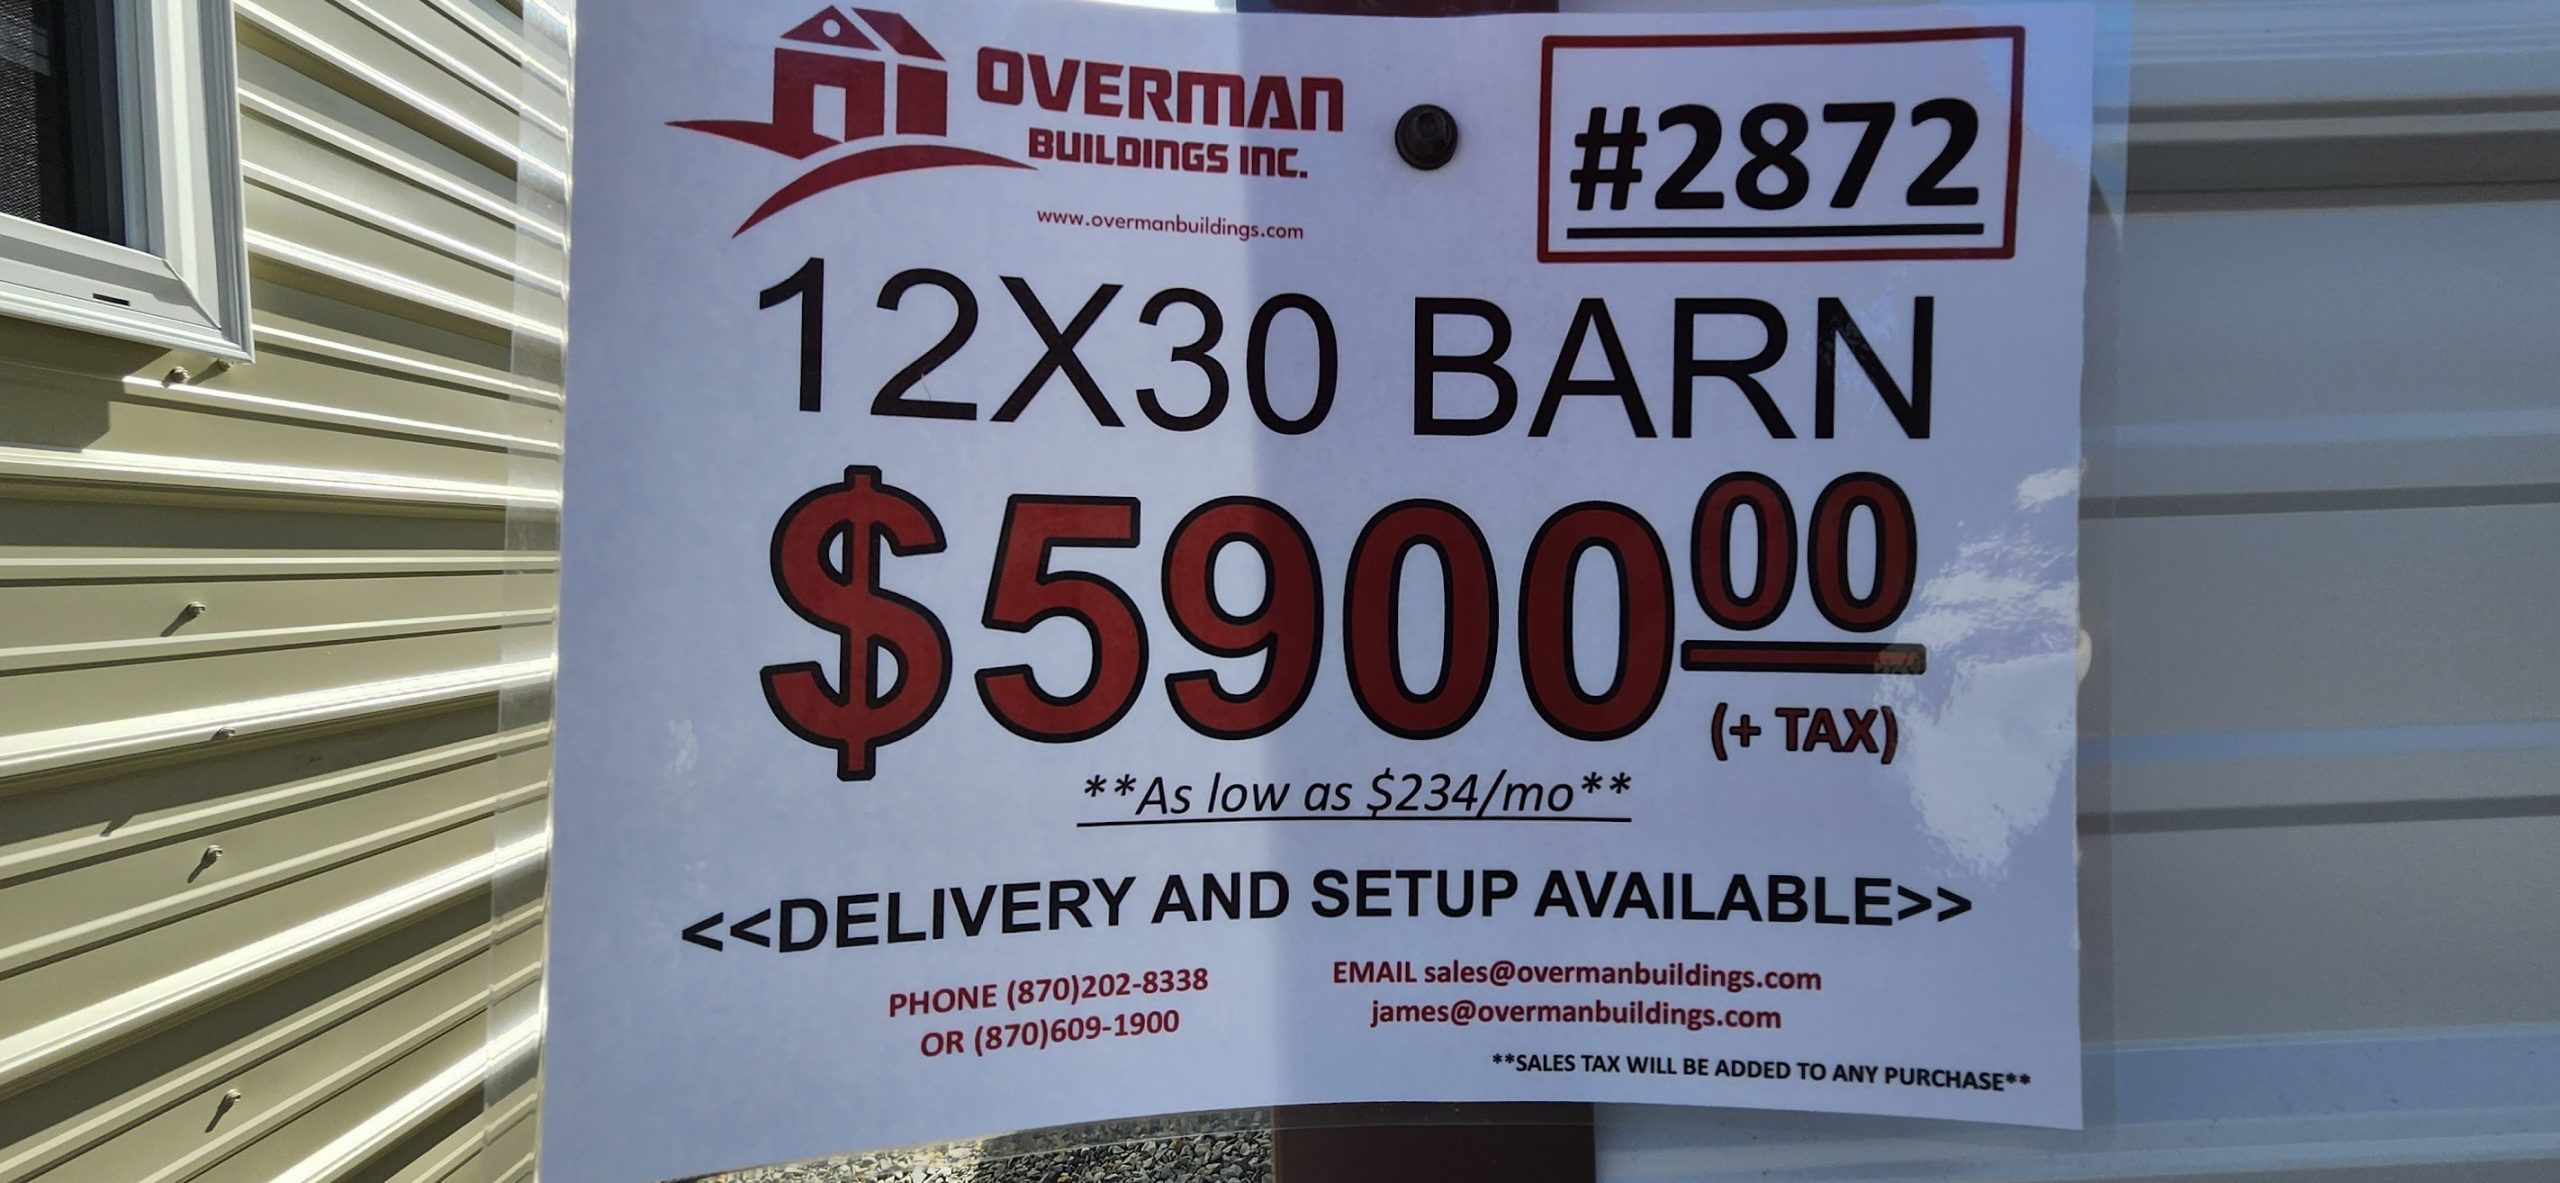 OVERMAN
BUILDINGS INC.
www.overmanbuildings.com
#2872
12X30 BARN
$590000
(+ TAX)
**As low as $234/mo**
<<DELIVERY AND SETUP AVAILABLE>>
PHONE (870)202-8338
OR (870)609-1900
EMAIL sales@overmanbuildings.com
james@overmanbuildings.com
**SALES TAX WILL BE ADDED TO ANY PURCHASE**